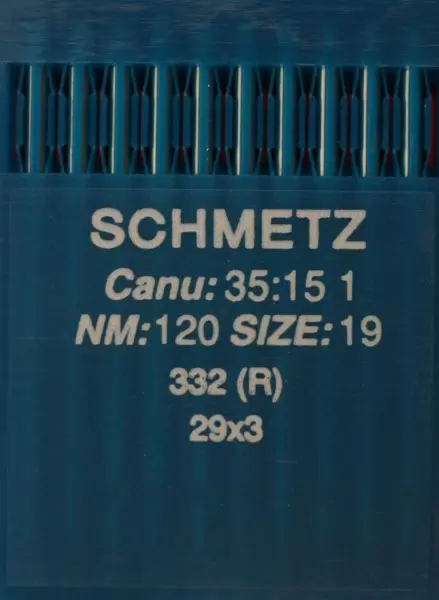 SCHMETZ
Canu: 35:15 1
NM: 120 SIZE: 19
332 (R)
29x3